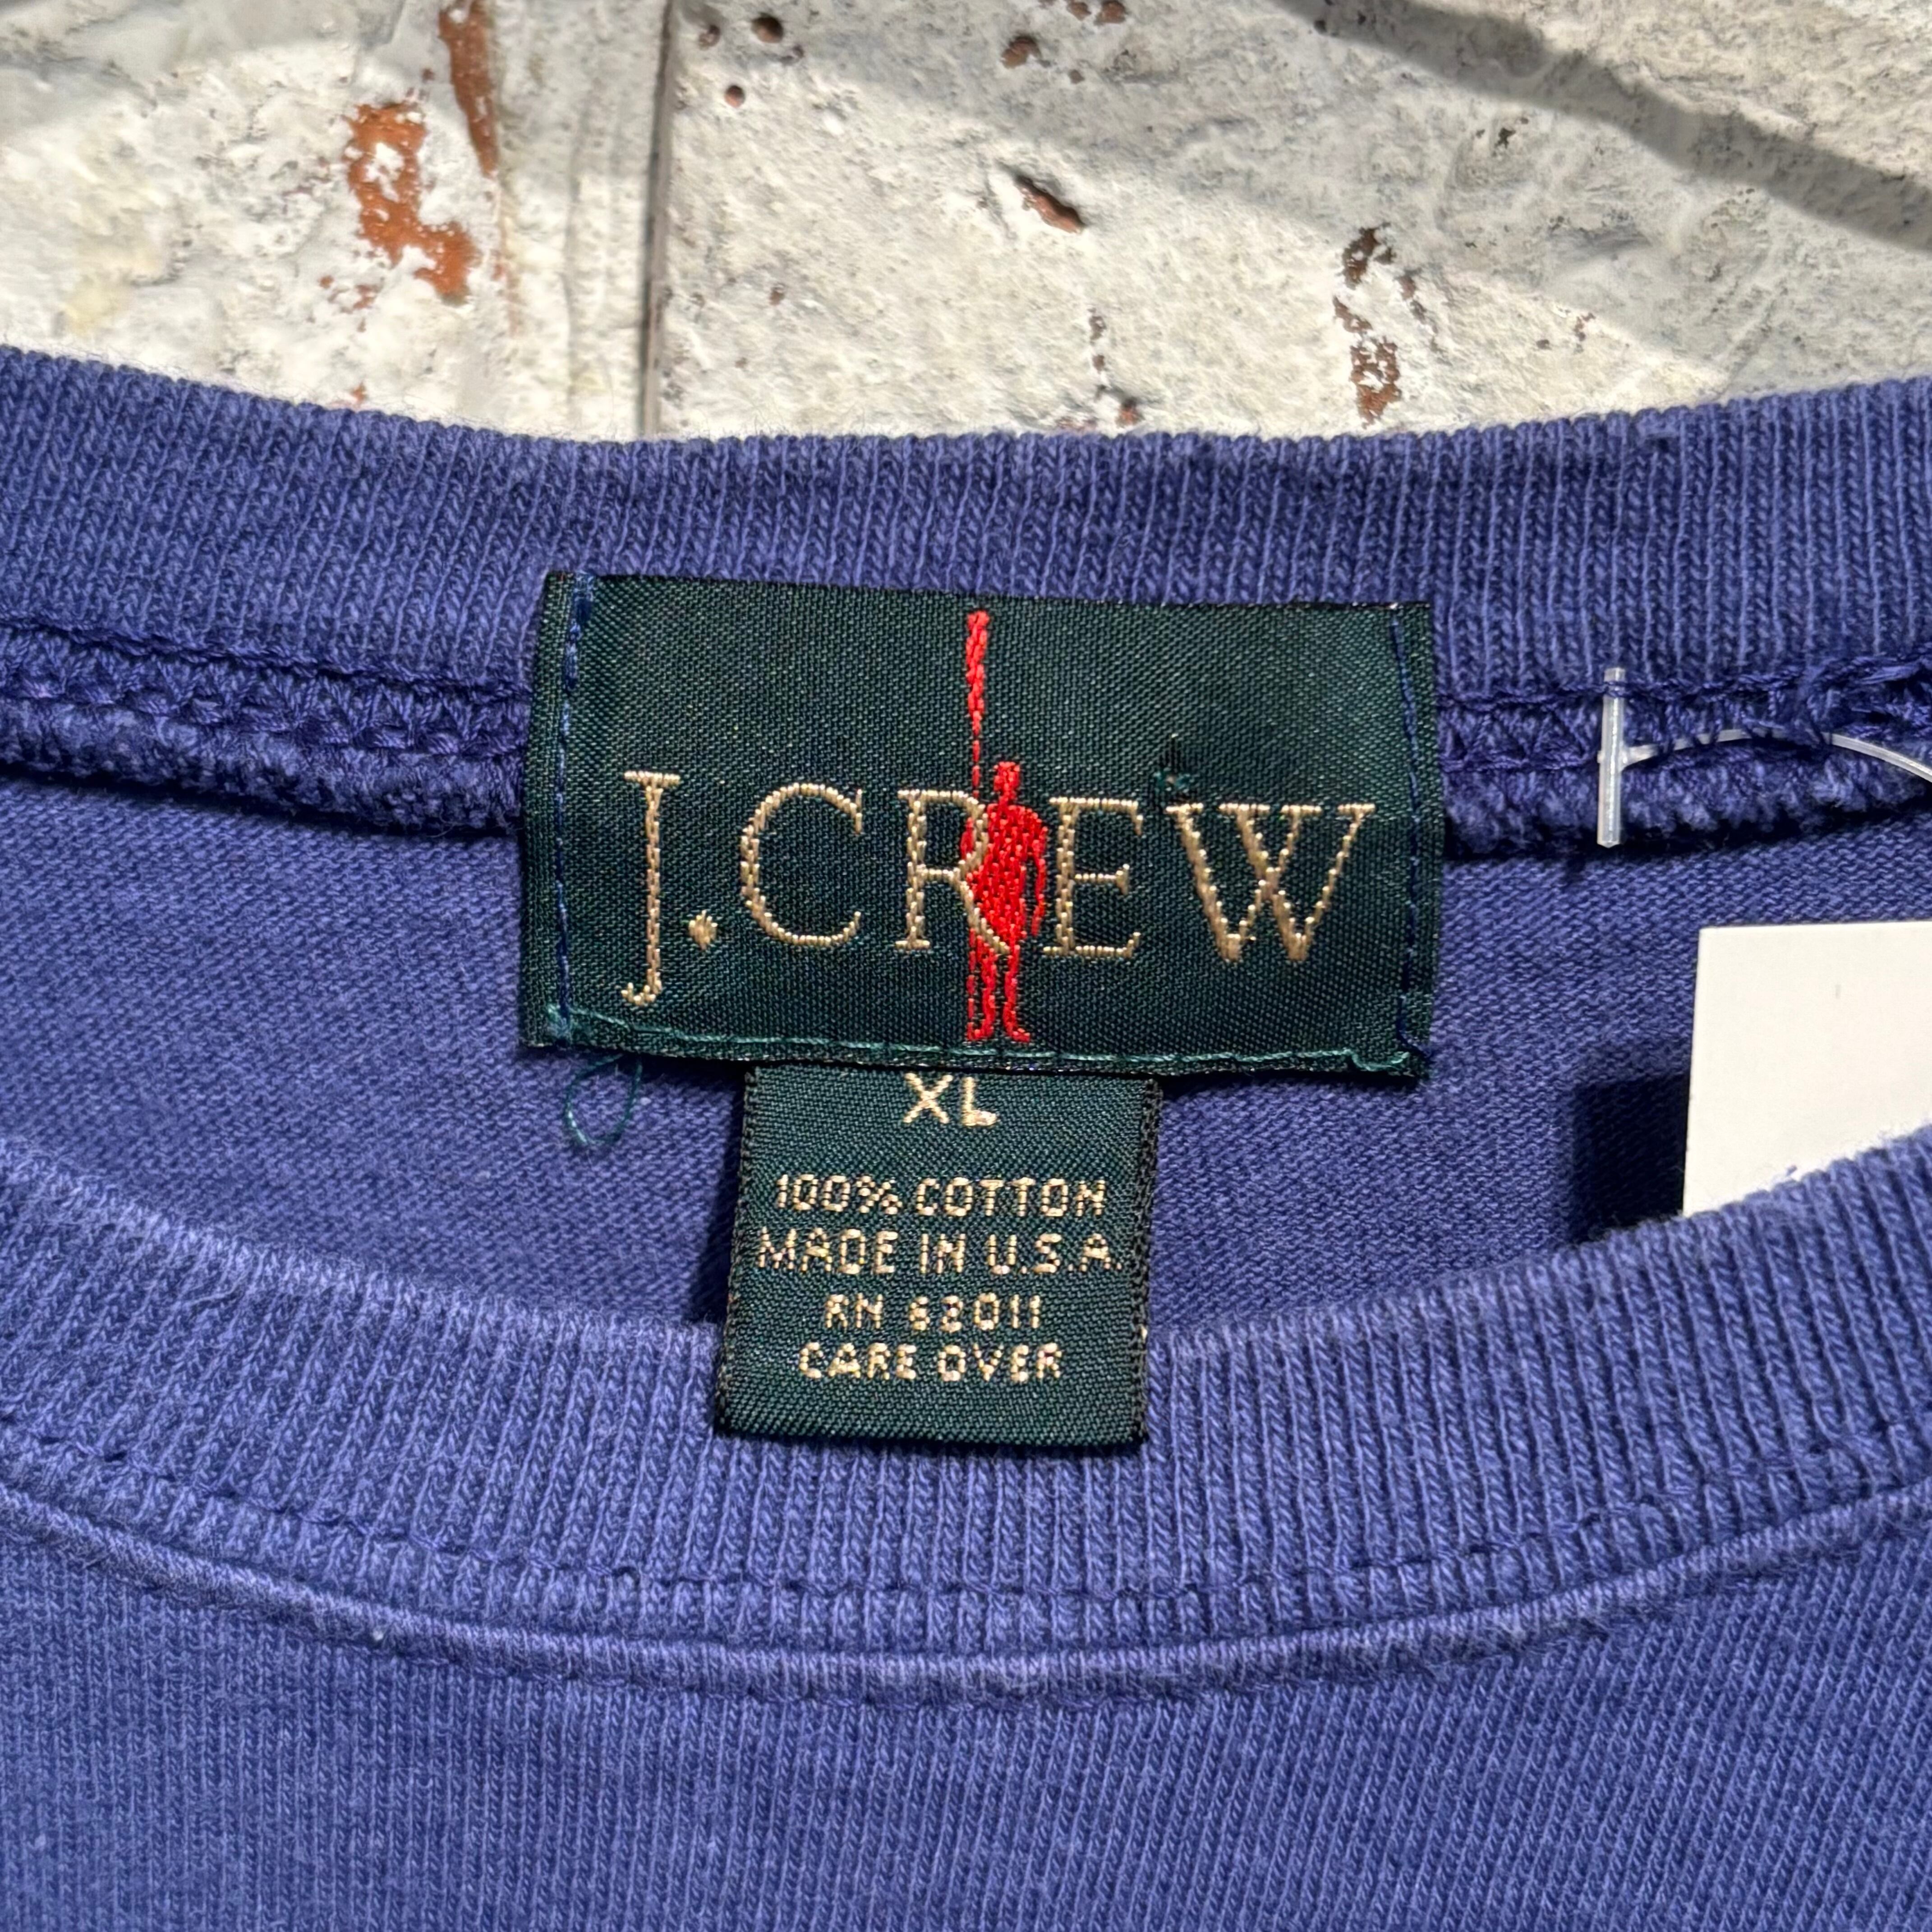 J.CREW
XL
100% COTTON
MADE IN U.S.A.
RN 62011
CARE OVER